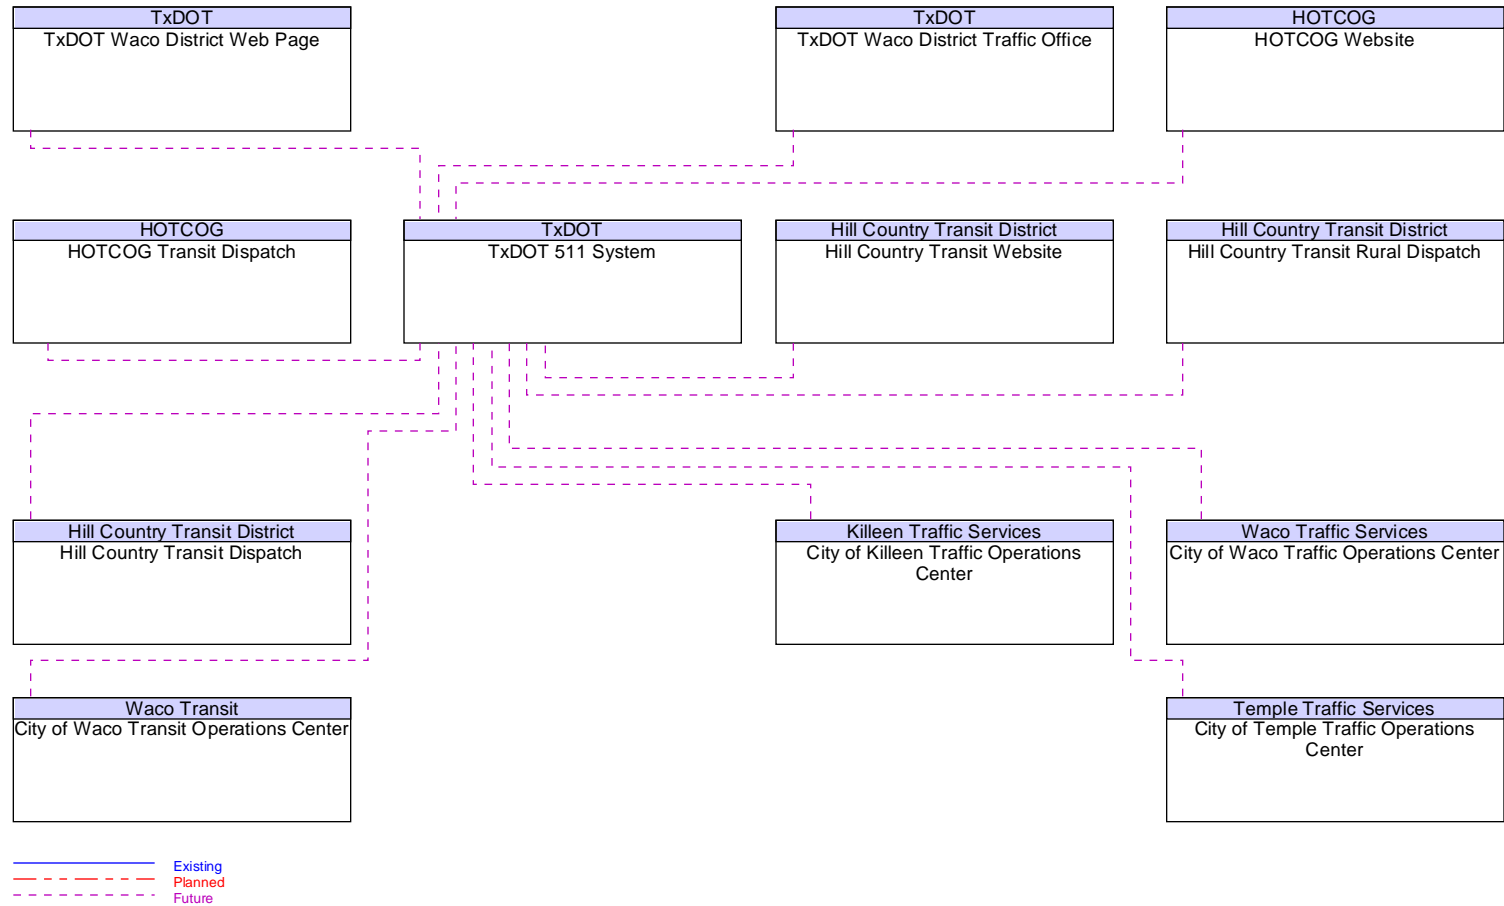 TxDOT
TxDOT Waco District Web Page
TxDOT
TxDOT Waco District Traffic Office
HOTCOG
HOTCOG Website
HOTCOG
HOTCOG Transit Dispatch
TxDOT
TxDOT 511 System
Hill Country Transit District
Hill Country Transit Website
Hill Country Transit District
Hill Country Transit Rural Dispatch
Hill Country Transit District
Hill Country Transit Dispatch
Killeen Traffic Services
City of Killeen Traffic Operations
Center
Waco Traffic Services
City of Waco Traffic Operations Center
Waco Transit
City of Waco Transit Operations Center
Temple Traffic Services
City of Temple Traffic Operations
Center
Existing
Planned
Future